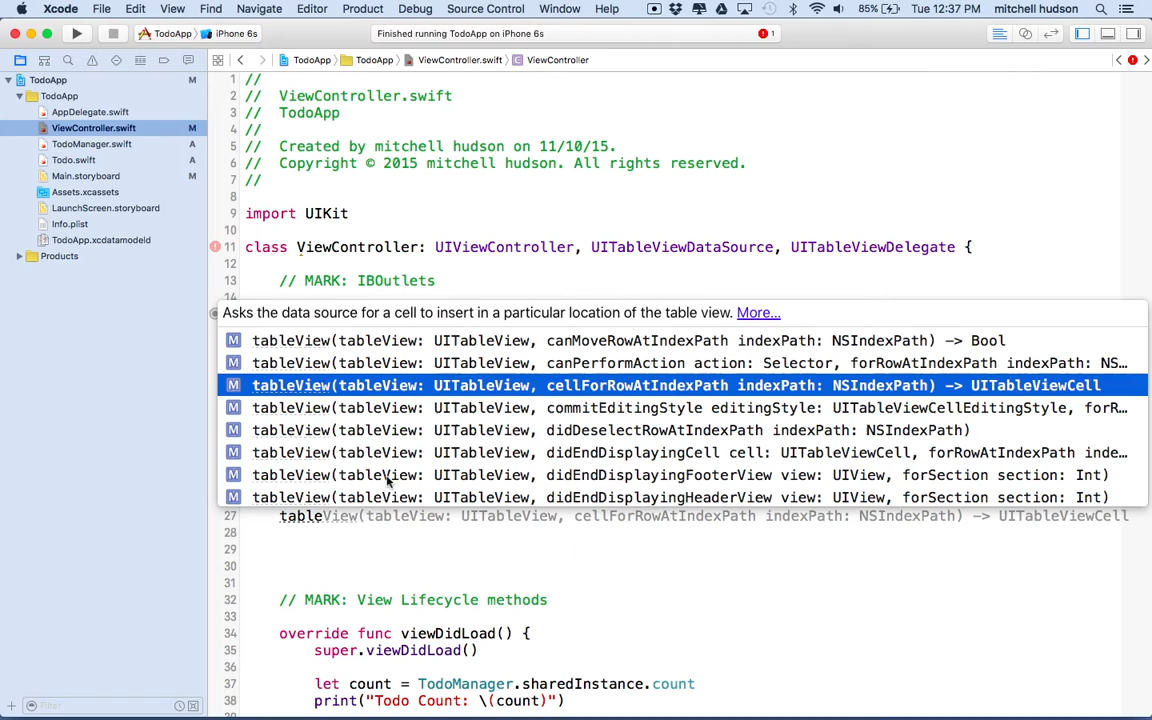 Xcode File Edit View Find Navigate Editor Product Debug Source Control Window Help 85% Tue 12:37 PM mitchell hudson
TodoApp iPhone 6s Finished running TodoApp on iPhone 6s 1
TodoApp TodoApp ViewController.swift ViewController
TodoApp M
TodoApp
AppDelegate.swift
ViewController.swift M
TodoManager.swift A
Todo.swift A
Main.storyboard M
Assets.xcassets
LaunchScreen.storyboard
Info.plist
TodoApp.xcdatamodeld
Products
Filter
1 //
2 // ViewController.swift
3 // TodoApp
4 //
5 // Created by mitchell hudson on 11/10/15.
6 // Copyright © 2015 mitchell hudson. All rights reserved.
7 //
8
9 import UIKit
10
11 class ViewController: UIViewController, UITableViewDataSource, UITableViewDelegate {
12
13 // MARK: IBOutlets
14
Asks the data source for a cell to insert in a particular location of the table view. More...
M tableView(tableView: UITableView, canMoveRowAtIndexPath indexPath: NSIndexPath) -> Bool
M tableView(tableView: UITableView, canPerformAction action: Selector, forRowAtIndexPath indexPath: NS...
M tableView(tableView: UITableView, cellForRowAtIndexPath indexPath: NSIndexPath) -> UITableViewCell
M tableView(tableView: UITableView, commitEditingStyle editingStyle: UITableViewCellEditingStyle, forR...
M tableView(tableView: UITableView, didDeselectRowAtIndexPath indexPath: NSIndexPath)
M tableView(tableView: UITableView, didEndDisplayingCell cell: UITableViewCell, forRowAtIndexPath inde...
M tableView(tableView: UITableView, didEndDisplayingFooterView view: UIView, forSection section: Int)
M tableView(tableView: UITableView, didEndDisplayingHeaderView view: UIView, forSection section: Int)
27 tableView(tableView: UITableView, cellForRowAtIndexPath indexPath: NSIndexPath) -> UITableViewCell
28
29
30
31
32 // MARK: View Lifecycle methods
33
34 override func viewDidLoad() {
35 super.viewDidLoad()
36
37 let count = TodoManager.sharedInstance.count
38 print("Todo Count: \(count)")